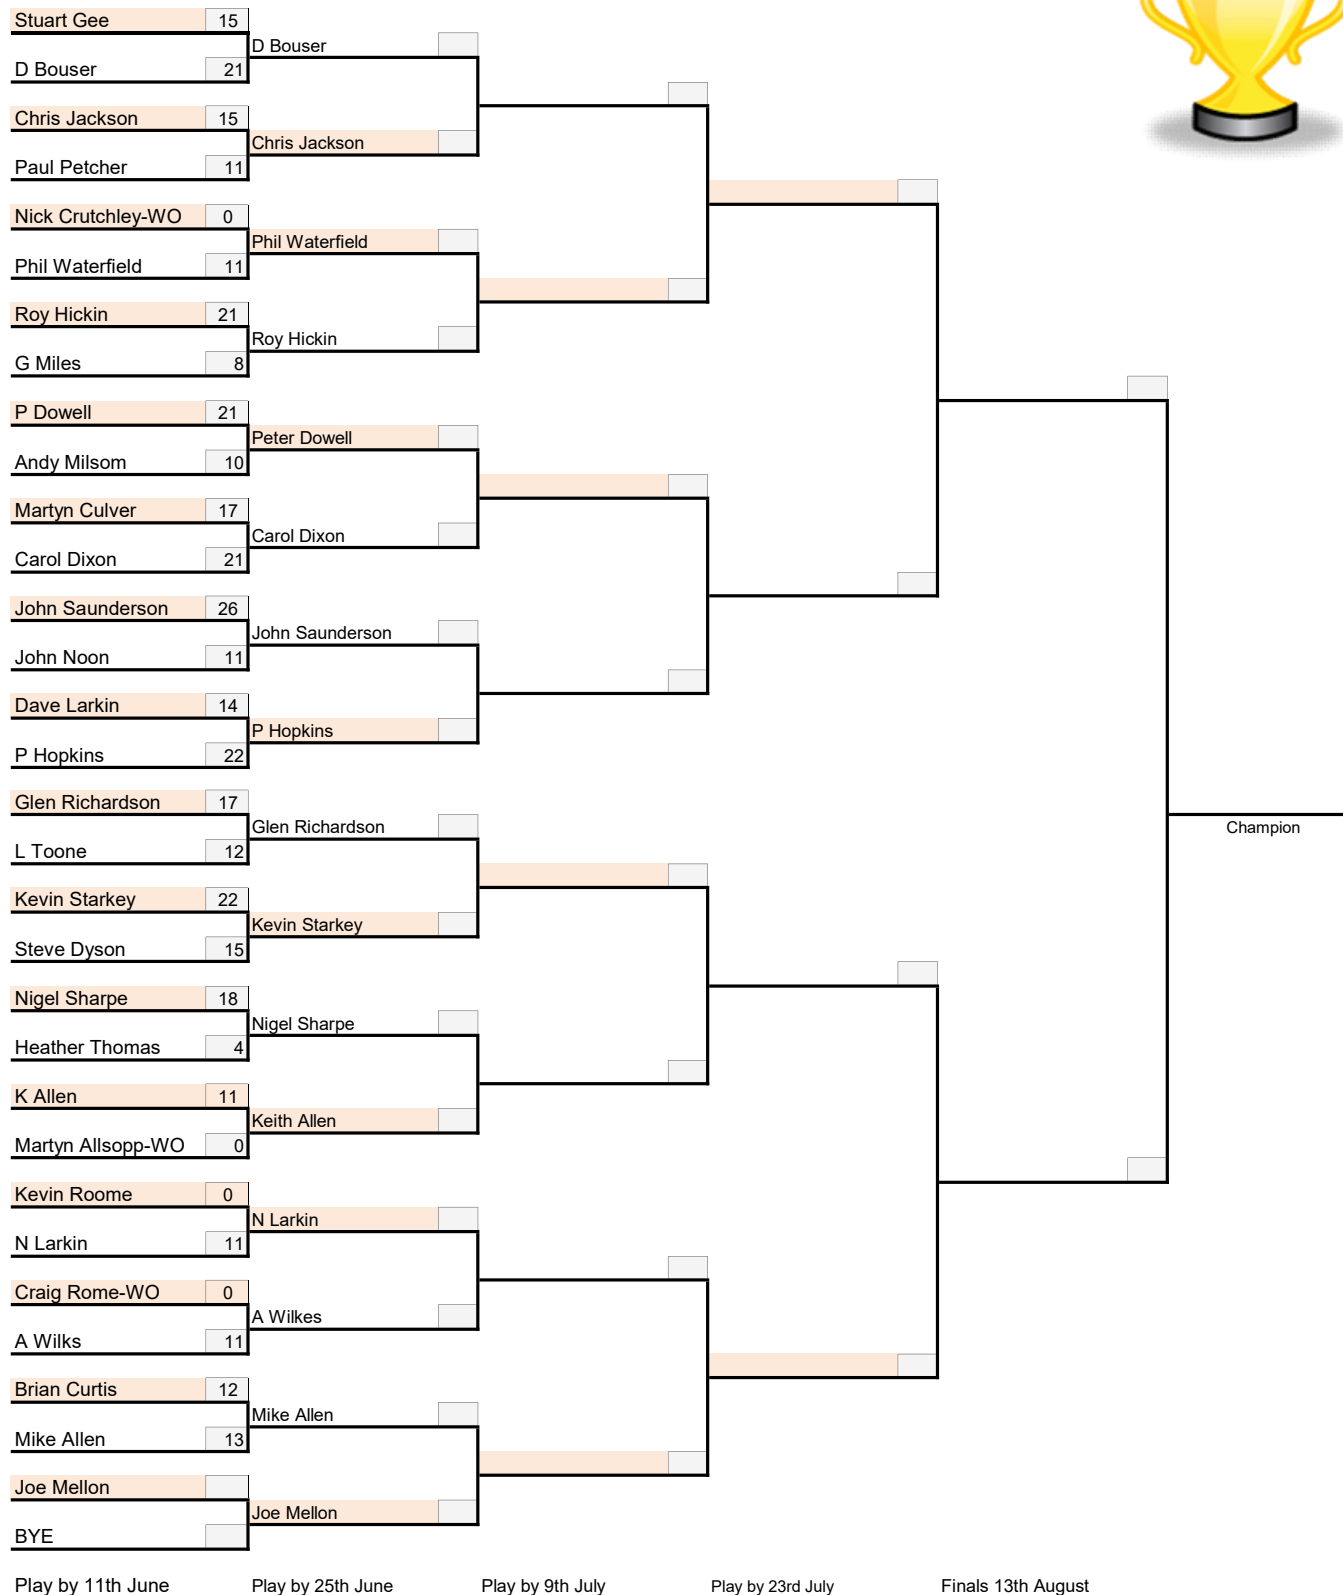 Stuart Gee 15
D Bouser
D Bouser 21
Chris Jackson 15
Chris Jackson
Paul Petcher 11
Nick Crutchley-WO 0
Phil Waterfield
Phil Waterfield 11
Roy Hickin 21
Roy Hickin
G Miles 8
P Dowell 21
Peter Dowell
Andy Milsom 10
Martyn Culver 17
Carol Dixon
Carol Dixon 21
John Saunderson 26
John Saunderson
John Noon 11
Dave Larkin 14
P Hopkins
P Hopkins 22
Glen Richardson 17
Glen Richardson
Champion
L Toone 12
Kevin Starkey 22
Kevin Starkey
Steve Dyson 15
Nigel Sharpe 18
Nigel Sharpe
Heather Thomas 4
K Allen 11
Keith Allen
Martyn Allsopp-WO 0
Kevin Roome 0
N Larkin
N Larkin 11
Craig Rome-WO 0
A Wilkes
A Wilks 11
Brian Curtis 12
Mike Allen
Mike Allen 13
Joe Mellon
Joe Mellon
BYE
Play by 11th June Play by 25th June Play by 9th July Play by 23rd July Finals 13th August